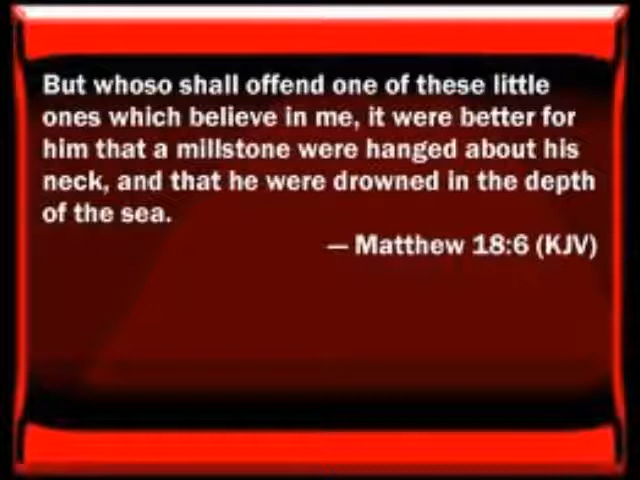 But whoso shall offend one of these little
ones which believe in me, it were better for
him that a millstone were hanged about his
neck, and that he were drowned in the depth
of the sea.
— Matthew 18:6 (KJV)